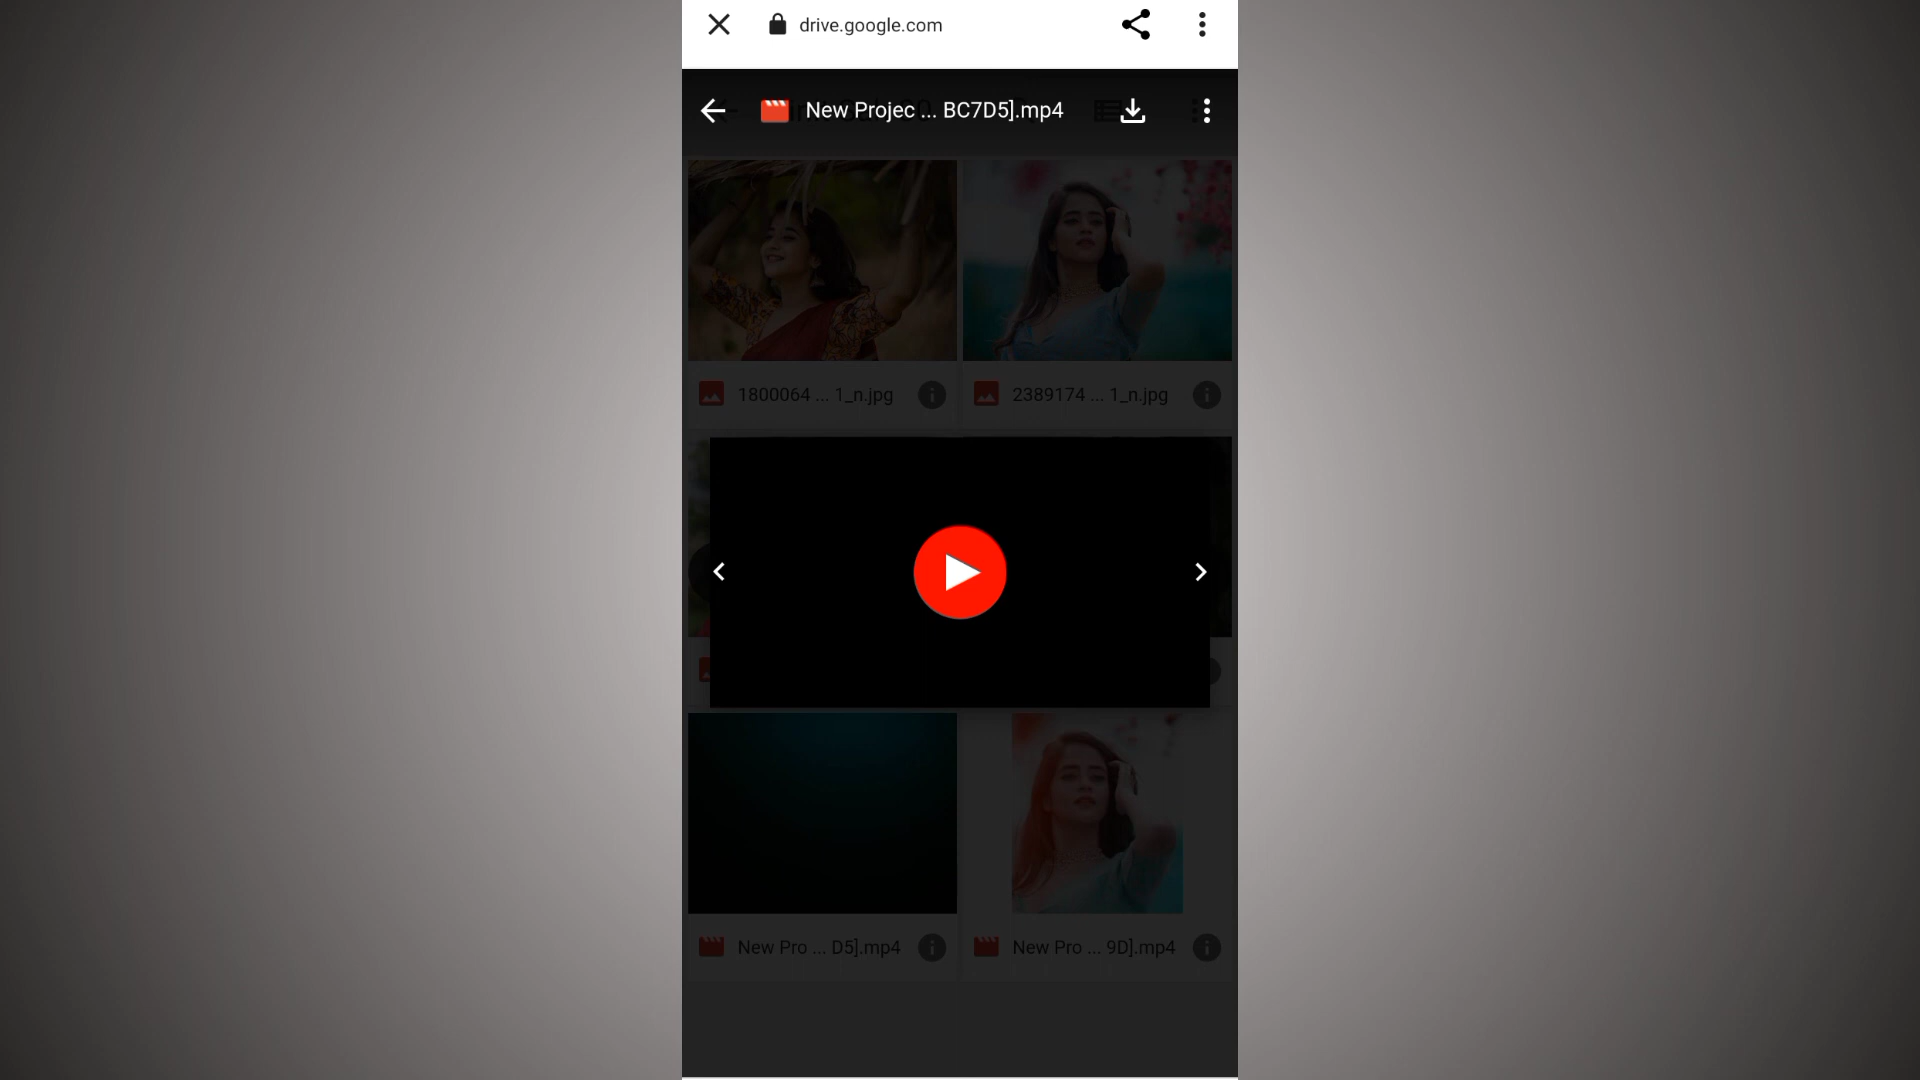 drive.google.com
New Projec ... BC7D5].mp4
1800064 ... 1_n.jpg
2389174 ... 1_n.jpg
New Pro ... D5].mp4
New Pro ... 9D].mp4